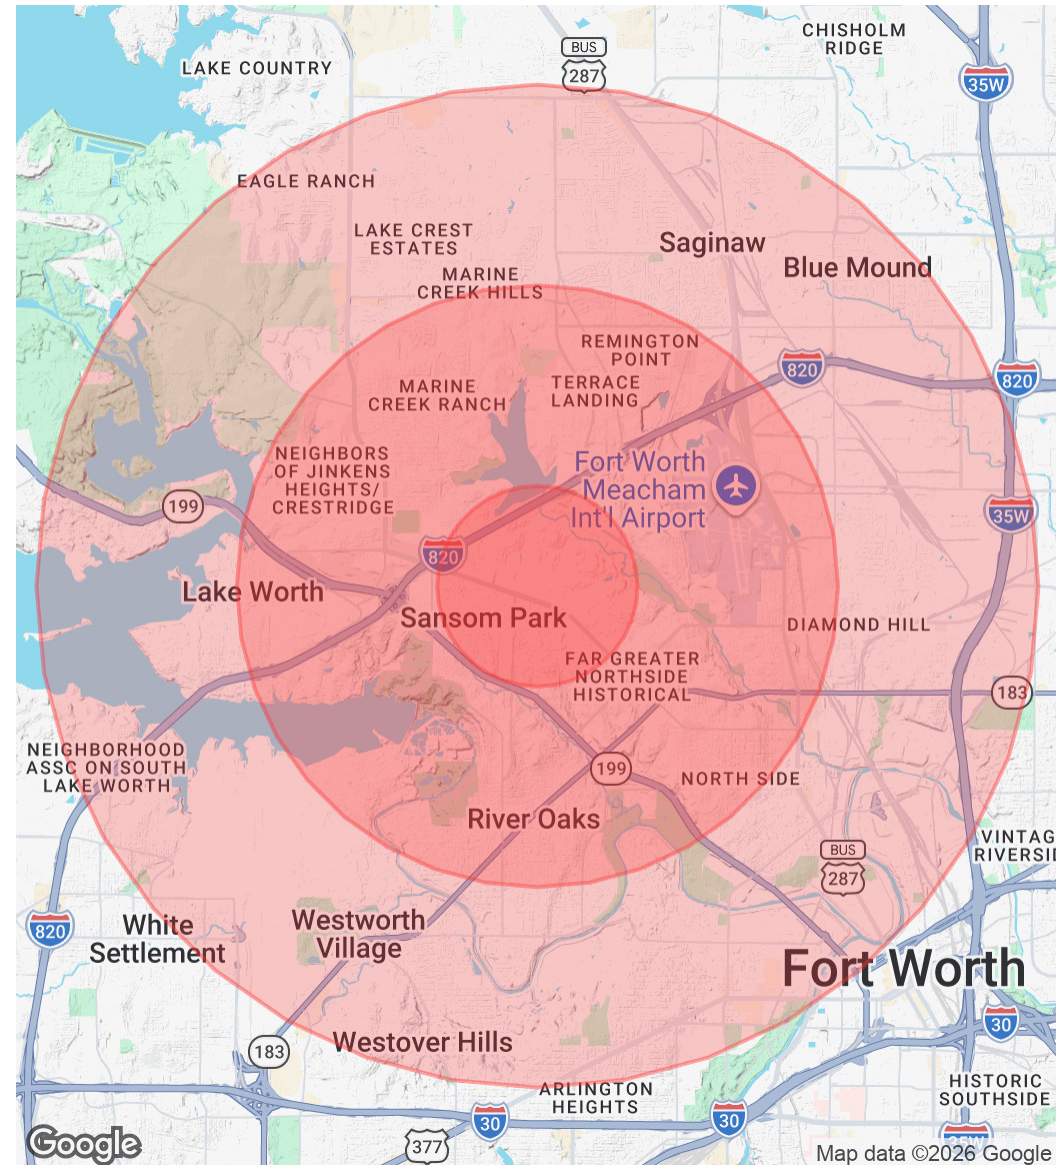 CHISHOLM
RIDGE
BUS
287
LAKE COUNTRY
35W
EAGLE RANCH
LAKE CREST
ESTATES
Saginaw
Blue Mound
MARINE
CREEK HILLS
REMINGTON
POINT
820
820
MARINE
CREEK RANCH
TERRACE
LANDING
NEIGHBORS
OF JINKENS
HEIGHTS/
CRESTRIDGE
Fort Worth
Meacham
Int'l Airport
199
35W
820
Lake Worth
Sansom Park
DIAMOND HILL
FAR GREATER
NORTHSIDE
HISTORICAL
183
NEIGHBORHOOD
ASSC ON SOUTH
LAKE WORTH
199
NORTH SIDE
River Oaks
VINTAG
RIVERSI
BUS
287
820
White
Settlement
Westworth
Village
Fort Worth
30
183
Westover Hills
ARLINGTON
HEIGHTS
HISTORIC
SOUTHSIDE
30
30
377
35W
Google
Map data ©2026 Google